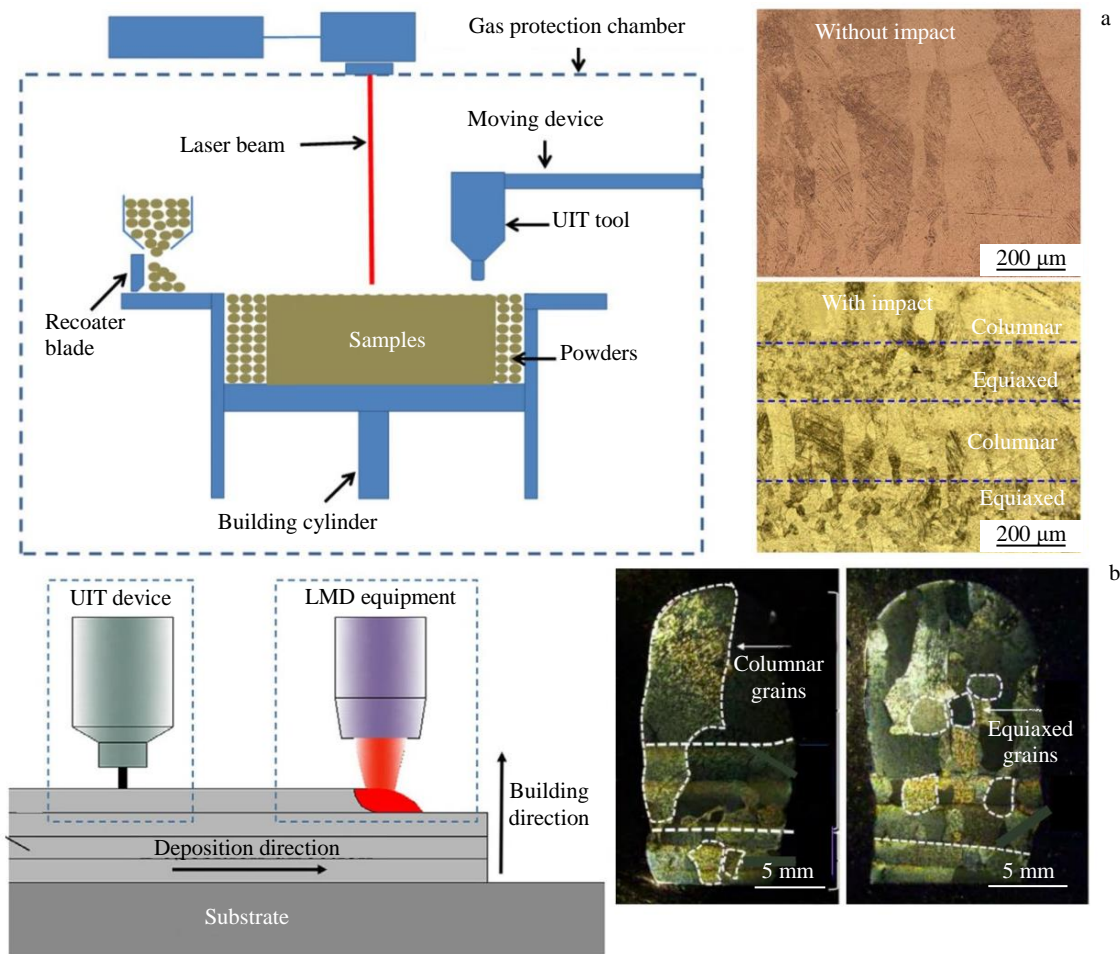 Gas protection chamber
a
Without impact
Laser beam
Moving device
UIT tool
200 μm
Recoater
blade
Samples
Powders
Building cylinder
With impact
Columnar
Equiaxed
Columnar
Equiaxed
200 μm
b
UIT device
LMD equipment
Building
direction
Deposition direction
Substrate
Columnar
grains
5 mm
Equiaxed
grains
5 mm